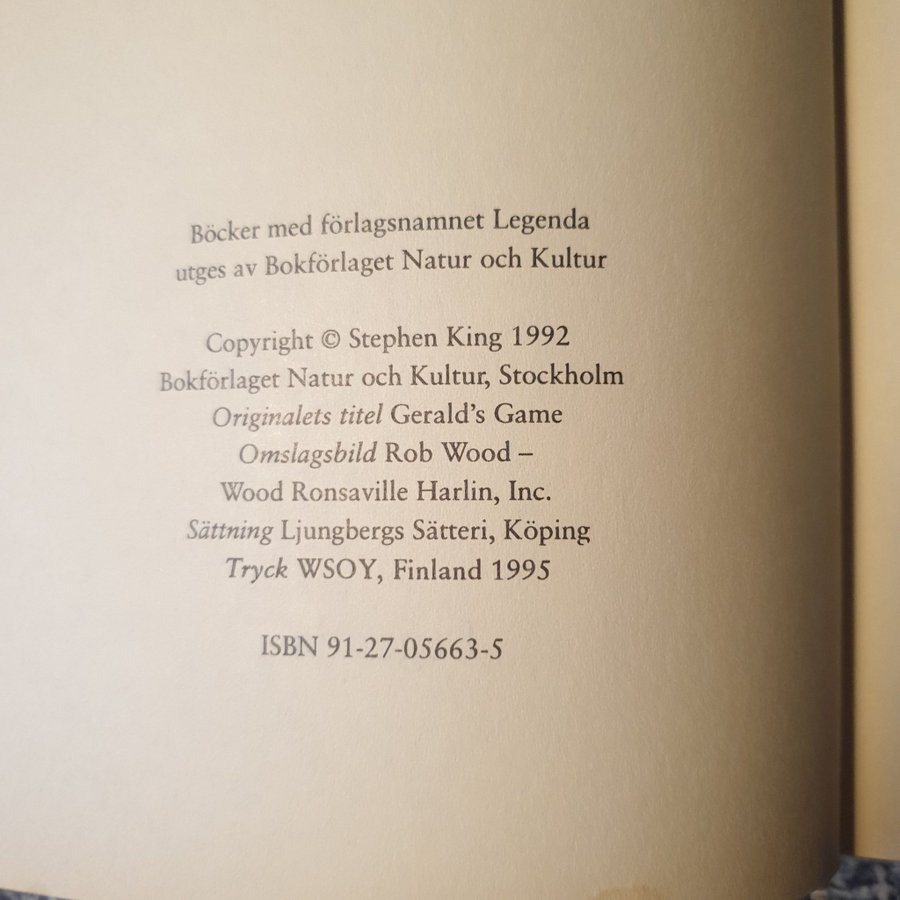 Böcker med förlagsnamnet Legenda
utges av Bokförlaget Natur och Kultur
Copyright © Stephen King 1992
Bokförlaget Natur och Kultur, Stockholm
Originalets titel Gerald's Game
Omslagsbild Rob Wood –
Wood Ronsaville Harlin, Inc.
Sättning Ljungbergs Sätteri, Köping
Tryck WSOY, Finland 1995
ISBN 91-27-05663-5